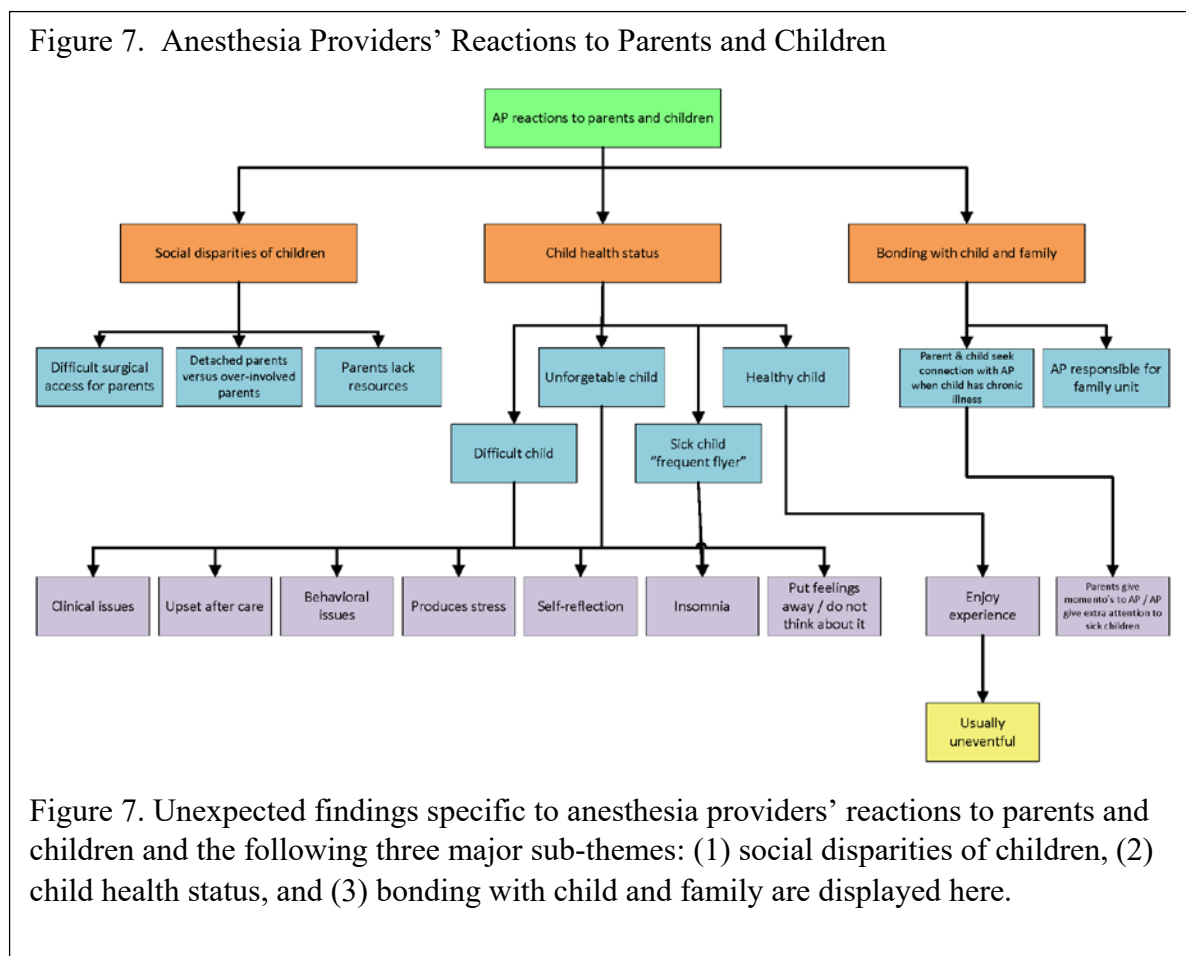 Figure 7.  Anesthesia Providers’ Reactions to Parents and Children
AP reactions to parents and children
Social disparities of children
Child health status
Bonding with child and family
Difficult surgical
access for parents
Detached parents
versus over-involved
parents
Parents lack
resources
Unforgetable child
Healthy child
Parent & child seek
connection with AP
when child has chronic
illness
AP responsible for
family unit
Difficult child
Sick child
“frequent flyer”
Clinical issues
Upset after care
Behavioral
issues
Produces stress
Self-reflection
Insomnia
Put feelings
away / do not
think about it
Enjoy
experience
Parents give
momento's to AP / AP
give extra attention to
sick children
Usually
uneventful
Figure 7. Unexpected findings specific to anesthesia providers’ reactions to parents and
children and the following three major sub-themes: (1) social disparities of children, (2)
child health status, and (3) bonding with child and family are displayed here.